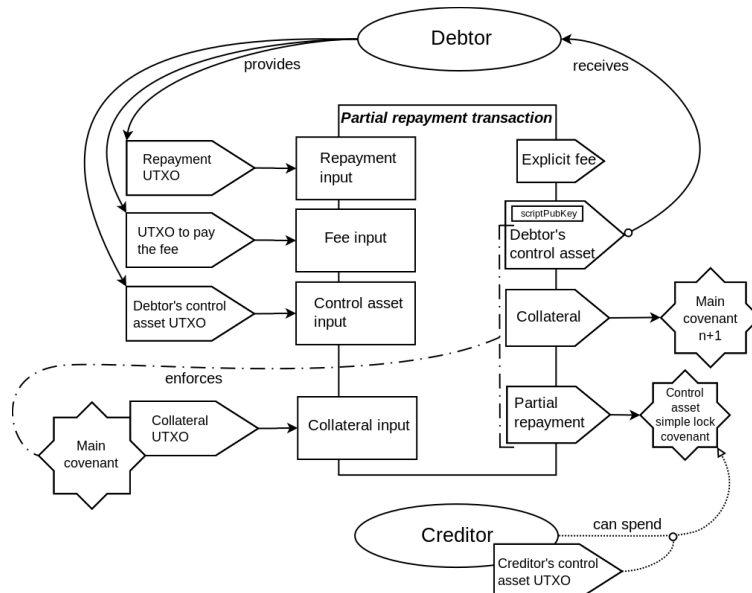 Debtor
provides
receives
Partial repayment transaction
Repayment
UTXO
Repayment
input
Explicit fee
scriptPubKey
Debtor's
control asset
UTXO to pay
the fee
Fee input
Debtor's control
asset UTXO
Control asset
input
Collateral
Main
covenant
n+1
enforces
Main
covenant
Collateral
UTXO
Collateral input
Partial
repayment
Control
asset
simple lock
covenant
Creditor
can spend
Creditor's control
asset UTXO